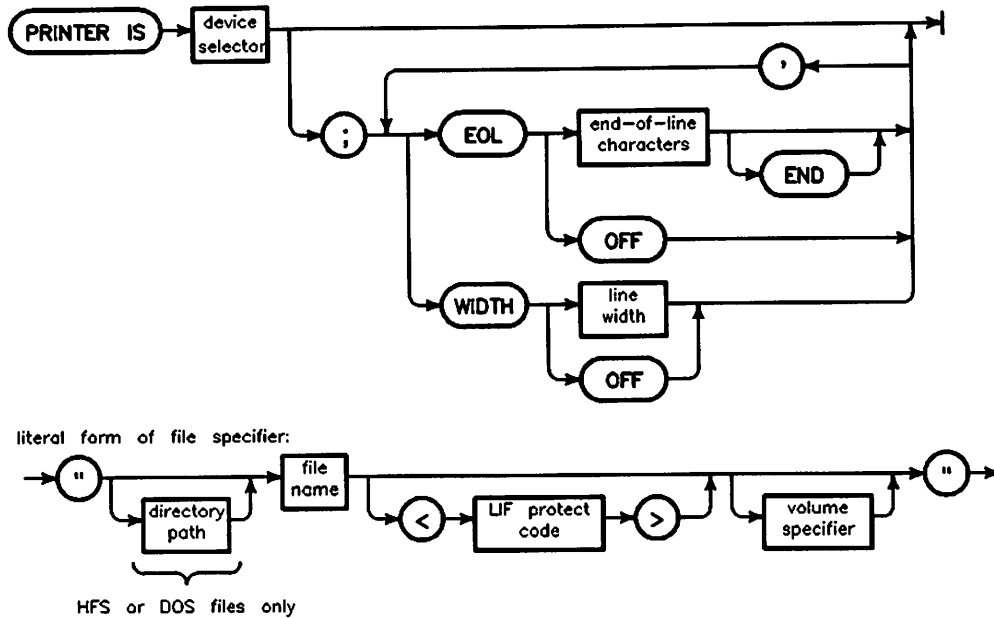 PRINTER IS
device
selector
,
;
EOL
end-of-line
characters
END
OFF
WIDTH
line
width
OFF
literal form of file specifier:
"
directory
path
file
name
<
LIF protect
code
>
volume
specifier
"
HFS or DOS files only